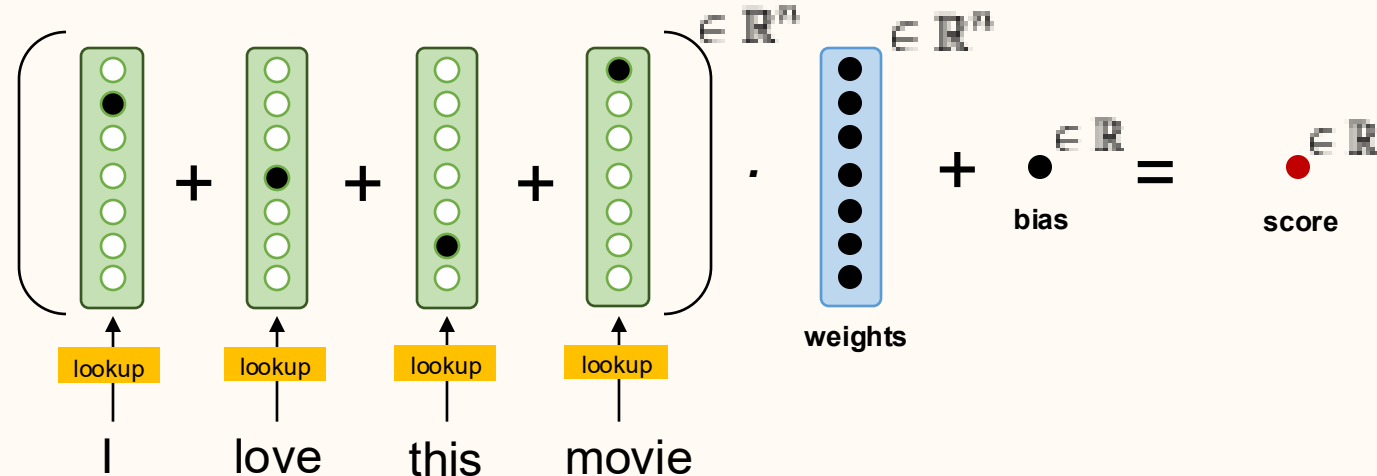 ∈ ℝⁿ ∈ ℝⁿ
+ + + · + ∈ ℝ = ∈ ℝ
bias score
weights
lookup lookup lookup lookup
I love this movie